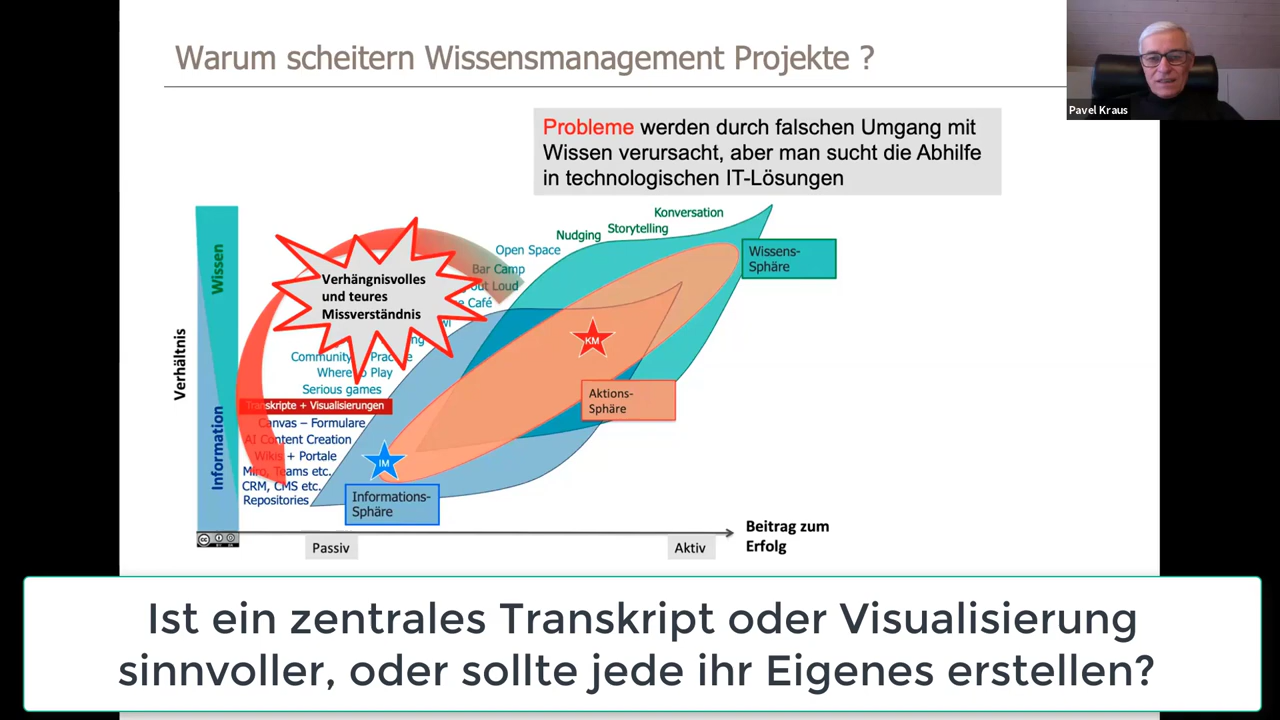 Warum scheitern Wissensmanagement Projekte ?
Pavel Kraus
Probleme werden durch falschen Umgang mit
Wissen verursacht, aber man sucht die Abhilfe
in technologischen IT-Lösungen
Konversation
Storytelling
Nudging
Open Space
Bar Camp
out Loud
Café
Wissens-
Sphäre
Wissen
Verhängnisvolles
und teures
Missverständnis
Verhältnis
KM
Community Practice
Where to Play
Serious games
Transkripte + Visualisierungen
Aktions-
Sphäre
Information
Canvas – Formulare
AI Content Creation
Wikis + Portale
Miro, Teams etc.
CRM, CMS etc.
Repositories
IM
Informations-
Sphäre
Beitrag zum
Erfolg
Passiv
Aktiv
Ist ein zentrales Transkript oder Visualisierung
sinnvoller, oder sollte jede ihr Eigenes erstellen?